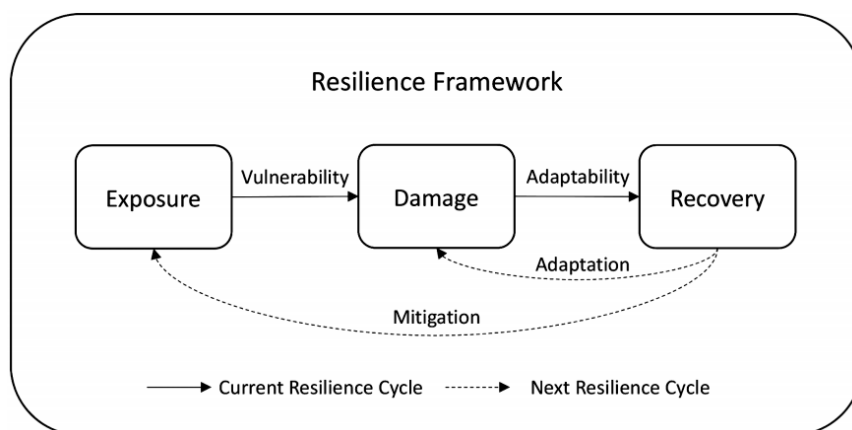 Resilience Framework
Vulnerability
Adaptability
Exposure
Damage
Recovery
Adaptation
Mitigation
Current Resilience Cycle
Next Resilience Cycle